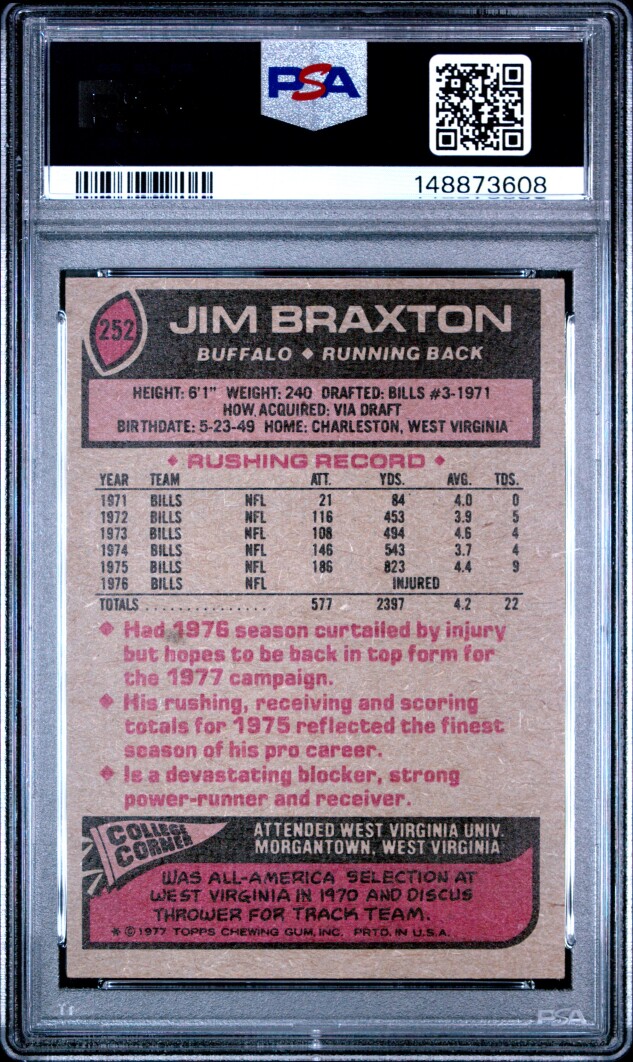 PSA
148873608
252
JIM BRAXTON
BUFFALO ◆ RUNNING BACK
HEIGHT: 6'1" WEIGHT: 240 DRAFTED: BILLS #3-1971
HOW ACQUIRED: VIA DRAFT
BIRTHDATE: 5-23-49 HOME: CHARLESTON, WEST VIRGINIA
◆ RUSHING RECORD ◆
YEAR TEAM ATT. YDS. AVG. TDS.
1971 BILLS NFL 21 84 4.0 0
1972 BILLS NFL 116 453 3.9 5
1973 BILLS NFL 108 494 4.6 4
1974 BILLS NFL 146 543 3.7 4
1975 BILLS NFL 186 823 4.4 9
1976 BILLS NFL INJURED
TOTALS . . . . . . . . . . . . . . . 577 2397 4.2 22
◆ Had 1976 season curtailed by injury
but hopes to be back in top form for
the 1977 campaign.
◆ His rushing, receiving and scoring
totals for 1975 reflected the finest
season of his pro career.
◆ Is a devastating blocker, strong
power-runner and receiver.
COLLEGE
CORNER
ATTENDED WEST VIRGINIA UNIV.
MORGANTOWN, WEST VIRGINIA
WAS ALL-AMERICA SELECTION AT
WEST VIRGINIA IN 1970 AND DISCUS
THROWER FOR TRACK TEAM.
* © 1977 TOPPS CHEWING GUM, INC. PRTD. IN U.S.A.
PSA